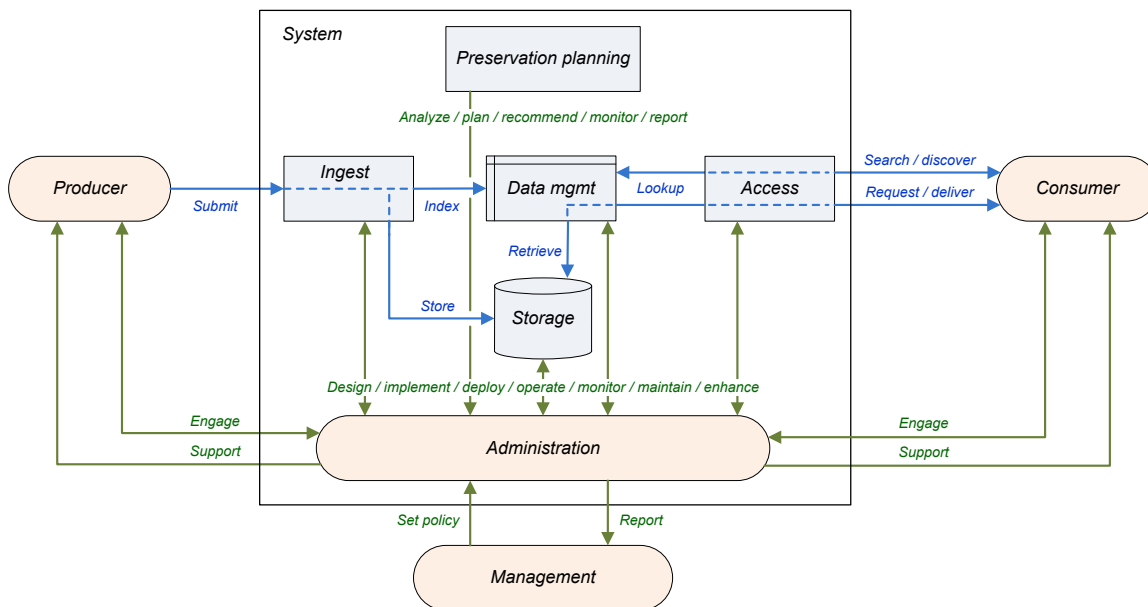 System
Preservation planning
Analyze / plan / recommend / monitor / report
Producer
Submit
Ingest
Index
Data mgmt
Lookup
Access
Search / discover
Request / deliver
Consumer
Retrieve
Store
Storage
Design / implement / deploy / operate / monitor / maintain / enhance
Engage
Support
Administration
Engage
Support
Set policy
Report
Management